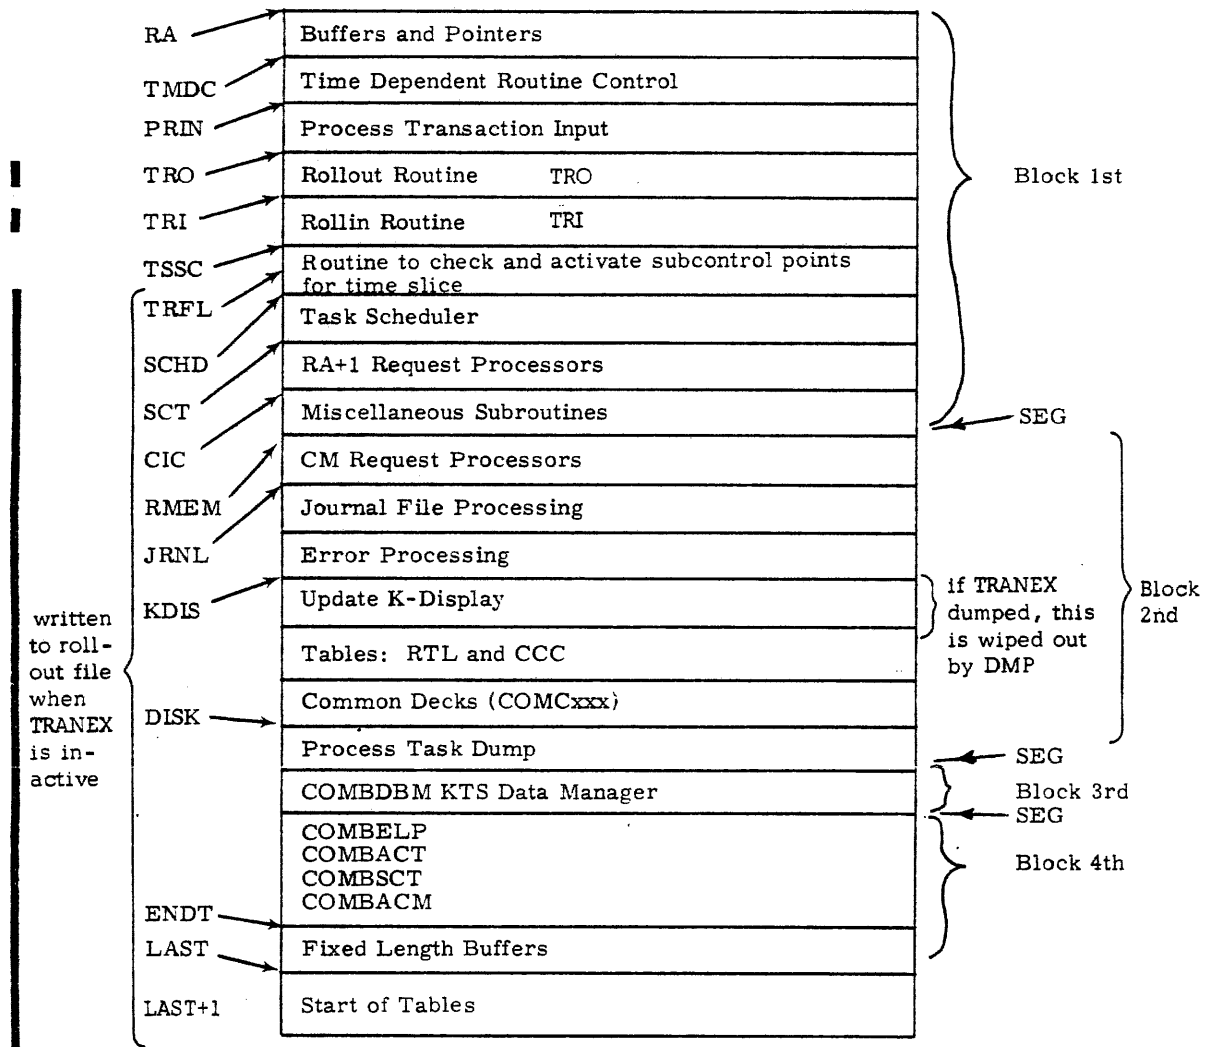 RA
Buffers and Pointers
TMDC
Time Dependent Routine Control
PRIN
Process Transaction Input
TRO
Rollout Routine TRO
Block 1st
TRI
Rollin Routine TRI
TSSC
Routine to check and activate subcontrol points
for time slice
TRFL
Task Scheduler
SCHD
RA+1 Request Processors
SCT
Miscellaneous Subroutines
SEG
CIC
CM Request Processors
RMEM
Journal File Processing
JRNL
Error Processing
KDIS
Update K-Display
if TRANEX
dumped, this
is wiped out
by DMP
Block
2nd
written
to roll-
out file
when
TRANEX
is in-
active
Tables: RTL and CCC
DISK
Common Decks (COMCxxx)
Process Task Dump
SEG
COMBDBM KTS Data Manager
Block 3rd
SEG
COMBELP
COMBACT
COMBSCT
COMBACM
Block 4th
ENDT
LAST
Fixed Length Buffers
LAST+1
Start of Tables